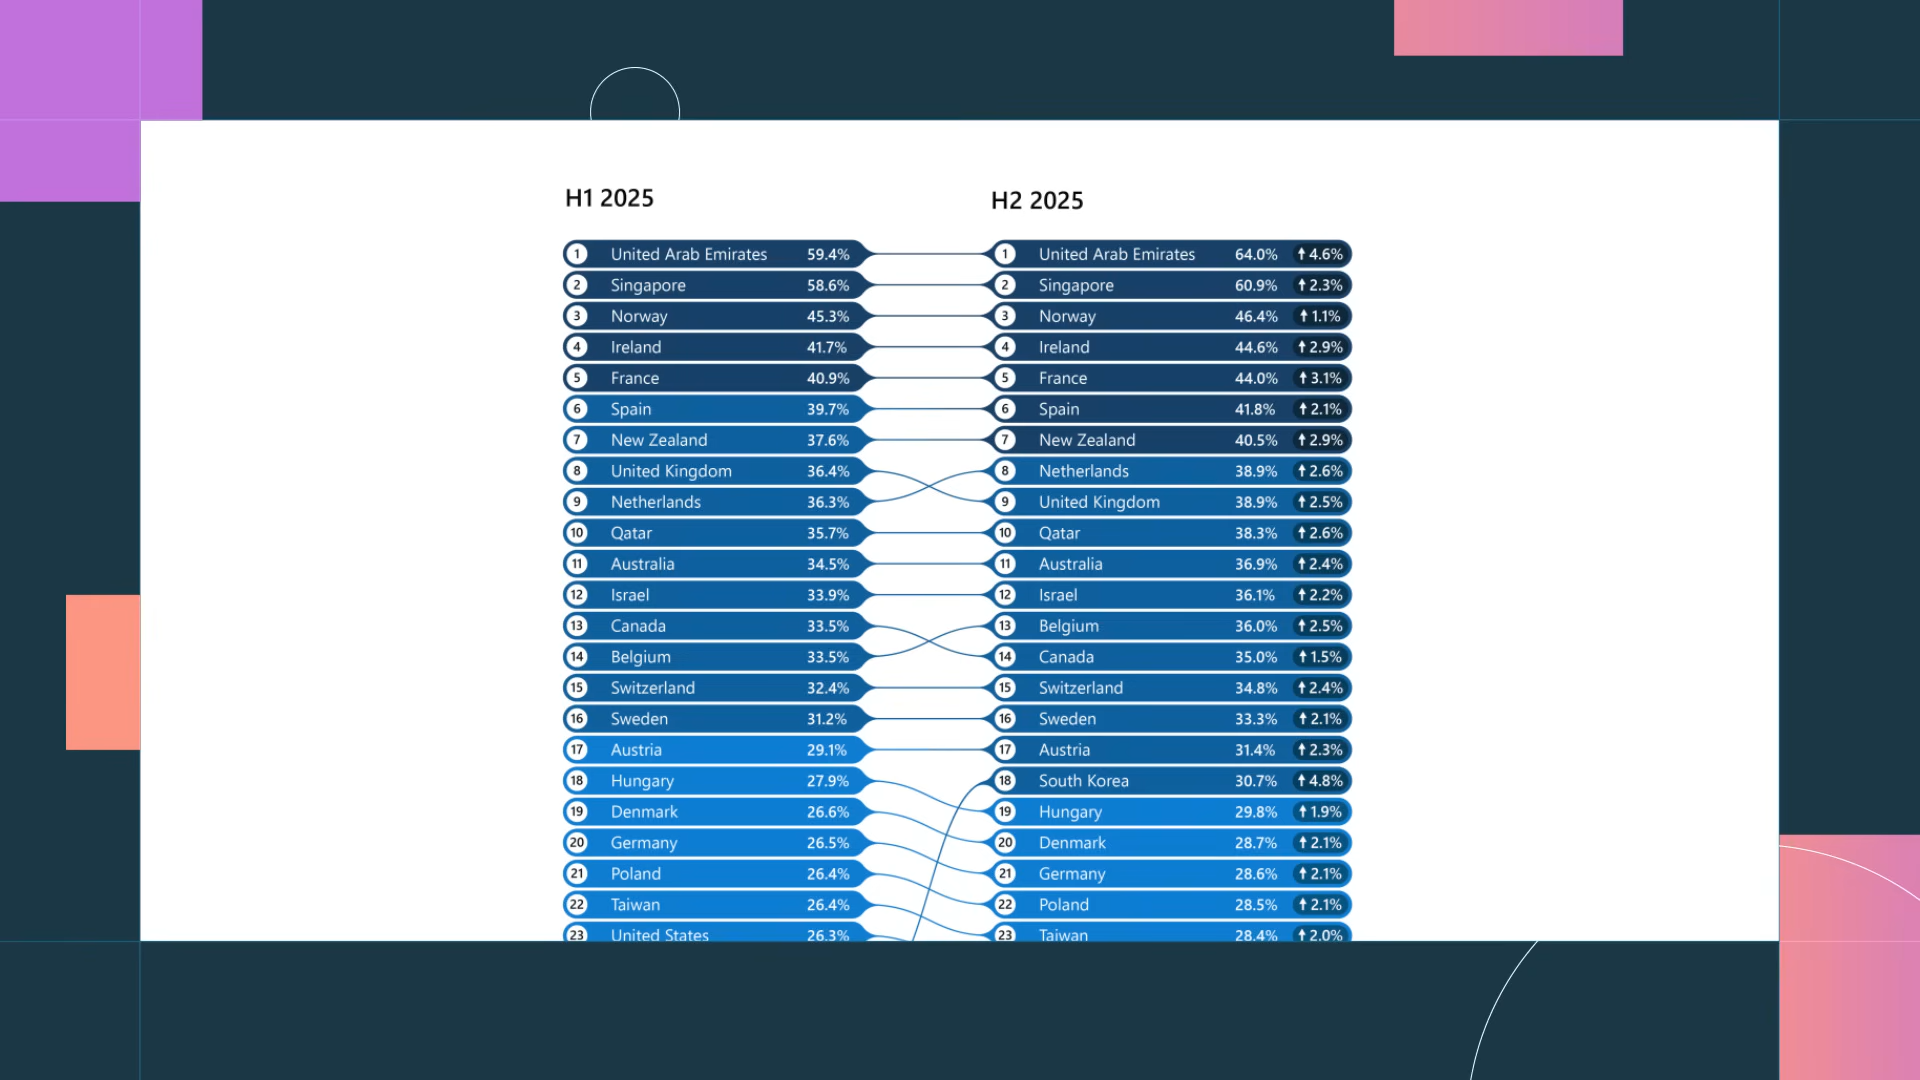 H1 2025 H2 2025
1 United Arab Emirates 59.4% 1 United Arab Emirates 64.0% ↑ 4.6%
2 Singapore 58.6% 2 Singapore 60.9% ↑ 2.3%
3 Norway 45.3% 3 Norway 46.4% ↑ 1.1%
4 Ireland 41.7% 4 Ireland 44.6% ↑ 2.9%
5 France 40.9% 5 France 44.0% ↑ 3.1%
6 Spain 39.7% 6 Spain 41.8% ↑ 2.1%
7 New Zealand 37.6% 7 New Zealand 40.5% ↑ 2.9%
8 United Kingdom 36.4% 8 Netherlands 38.9% ↑ 2.6%
9 Netherlands 36.3% 9 United Kingdom 38.9% ↑ 2.5%
10 Qatar 35.7% 10 Qatar 38.3% ↑ 2.6%
11 Australia 34.5% 11 Australia 36.9% ↑ 2.4%
12 Israel 33.9% 12 Israel 36.1% ↑ 2.2%
13 Canada 33.5% 13 Belgium 36.0% ↑ 2.5%
14 Belgium 33.5% 14 Canada 35.0% ↑ 1.5%
15 Switzerland 32.4% 15 Switzerland 34.8% ↑ 2.4%
16 Sweden 31.2% 16 Sweden 33.3% ↑ 2.1%
17 Austria 29.1% 17 Austria 31.4% ↑ 2.3%
18 Hungary 27.9% 18 South Korea 30.7% ↑ 4.8%
19 Denmark 26.6% 19 Hungary 29.8% ↑ 1.9%
20 Germany 26.5% 20 Denmark 28.7% ↑ 2.1%
21 Poland 26.4% 21 Germany 28.6% ↑ 2.1%
22 Taiwan 26.4% 22 Poland 28.5% ↑ 2.1%
23 United States 26.3% 23 Taiwan 28.4% ↑ 2.0%